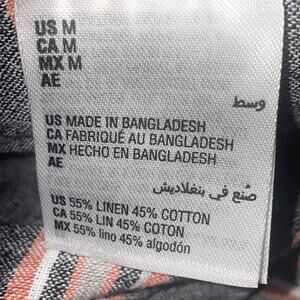 US M
CA M
MX M
AE
وسط
US MADE IN BANGLADESH
CA FABRIQUÉ AU BANGLADESH
MX HECHO EN BANGLADESH
AE
صُنع في بنغلاديش
US 55% LINEN 45% COTTON
CA 55% LIN 45% COTON
MX 55% lino 45% algodón